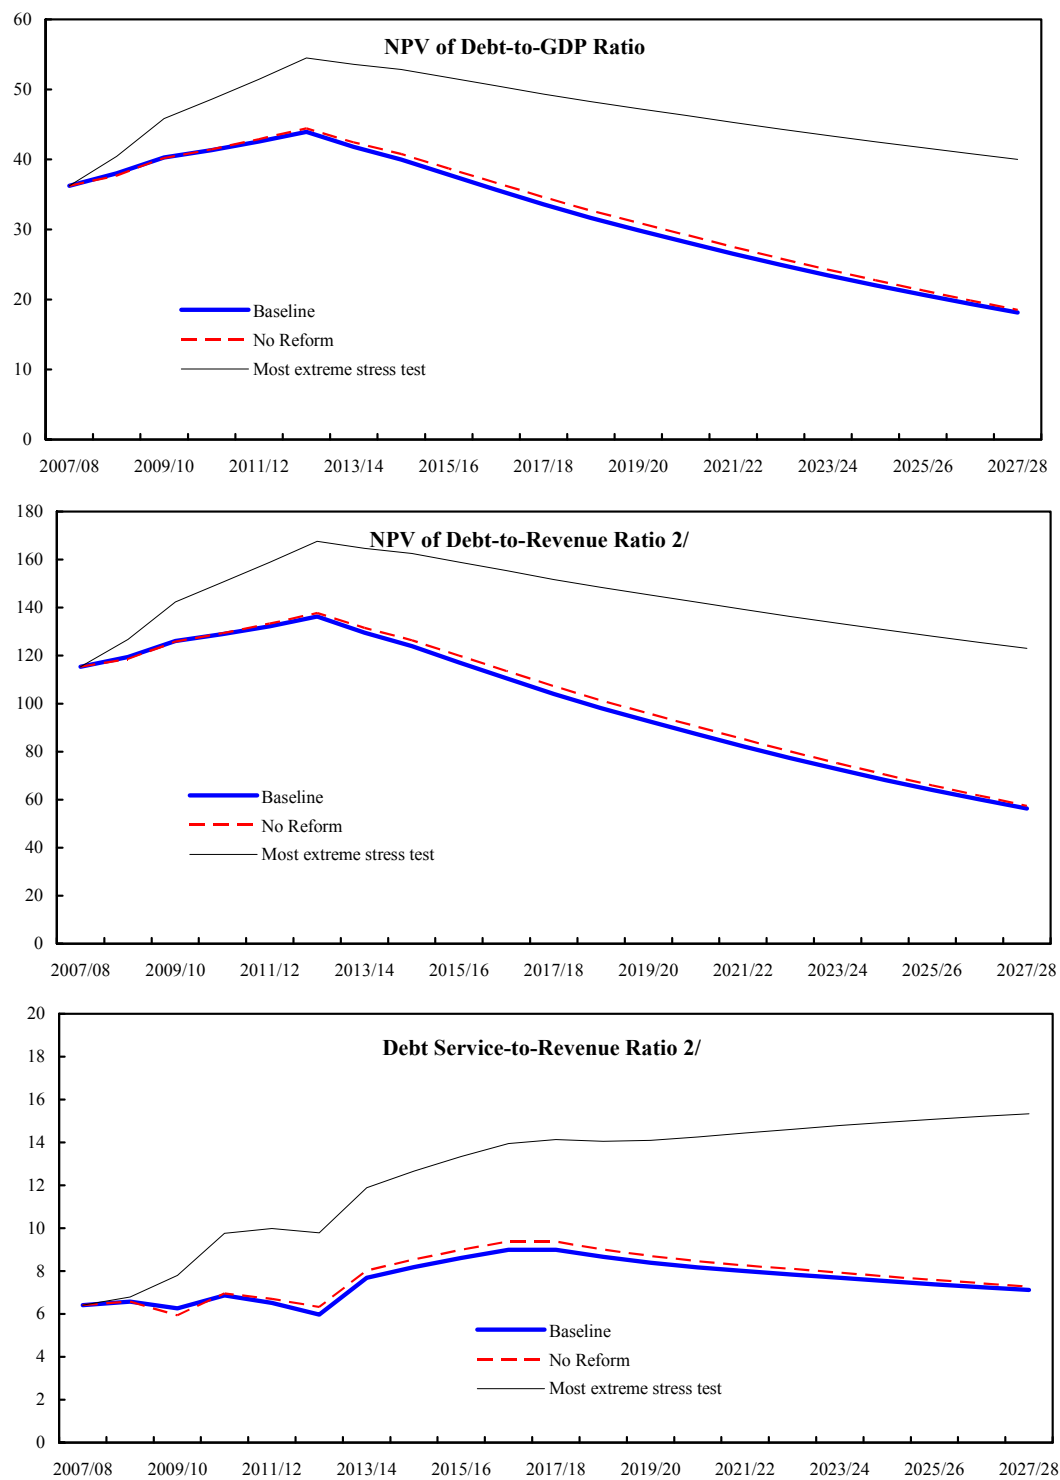 NPV of Debt-to-GDP Ratio
60
50
40
30
20
10
0
Baseline
No Reform
Most extreme stress test
2007/08 2009/10 2011/12 2013/14 2015/16 2017/18 2019/20 2021/22 2023/24 2025/26 2027/28
NPV of Debt-to-Revenue Ratio 2/
180
160
140
120
100
80
60
40
20
0
Baseline
No Reform
Most extreme stress test
2007/08 2009/10 2011/12 2013/14 2015/16 2017/18 2019/20 2021/22 2023/24 2025/26 2027/28
Debt Service-to-Revenue Ratio 2/
20
18
16
14
12
10
8
6
4
2
0
Baseline
No Reform
Most extreme stress test
2007/08 2009/10 2011/12 2013/14 2015/16 2017/18 2019/20 2021/22 2023/24 2025/26 2027/28